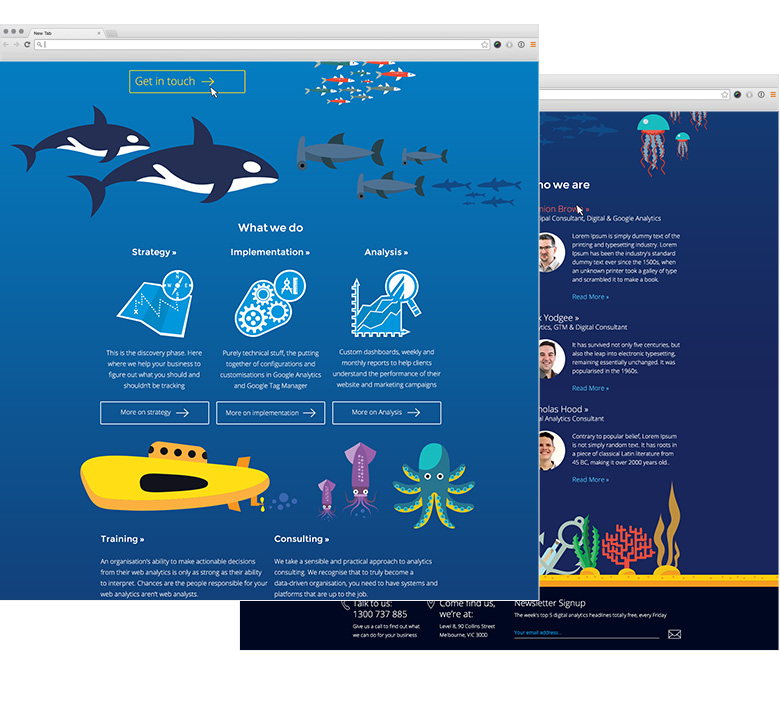 New Tab
Get in touch
What we do
Strategy »
Implementation »
Analysis »
This is the discovery phase. Here
where we help your business to
figure out what you should and
shouldn't be tracking
Purely technical stuff, the putting
together of configurations and
customisations in Google Analytics
and Google Tag Manager
Custom dashboards, weekly and
monthly reports to help clients
understand the performance of their
website and marketing campaigns
More on strategy
More on implementation
More on Analysis
Training »
An organisation's ability to make actionable decisions
from their web analytics is only as strong as their ability
to interpret. Chances are the people responsible for your
web analytics aren't web analysts.
Consulting »
We take a sensible and practical approach to analytics
consulting. We recognise that to truly become a
data-driven organisation, you need to have systems and
platforms that are up to the job.
we are
»
Consultant, Digital & Google Analytics
Lorem Ipsum is simply dummy text of the
printing and typesetting industry. Lorem
Ipsum has been the industry's standard
dummy text ever since the 1500s, when
an unknown printer took a galley of type
and scrambled it to make a book.
Read More »
Yodgee »
GTM & Digital Consultant
It has survived not only five centuries, but
also the leap into electronic typesetting,
remaining essentially unchanged. It was
popularised in the 1960s.
Read More »
Hood »
Analytics Consultant
Contrary to popular belief, Lorem Ipsum
is not simply random text. It has roots in
a piece of classical Latin literature from
45 BC, making it over 2000 years old..
Read More »
Talk to us:
1300 737 885
Give us a call to find out what
we can do for your business
Come find us,
we're at:
Level 8, 90 Collins Street
Melbourne, VIC 3000
Newsletter Signup
The week's top 5 digital analytics headlines totally free, every Friday
Your email address...